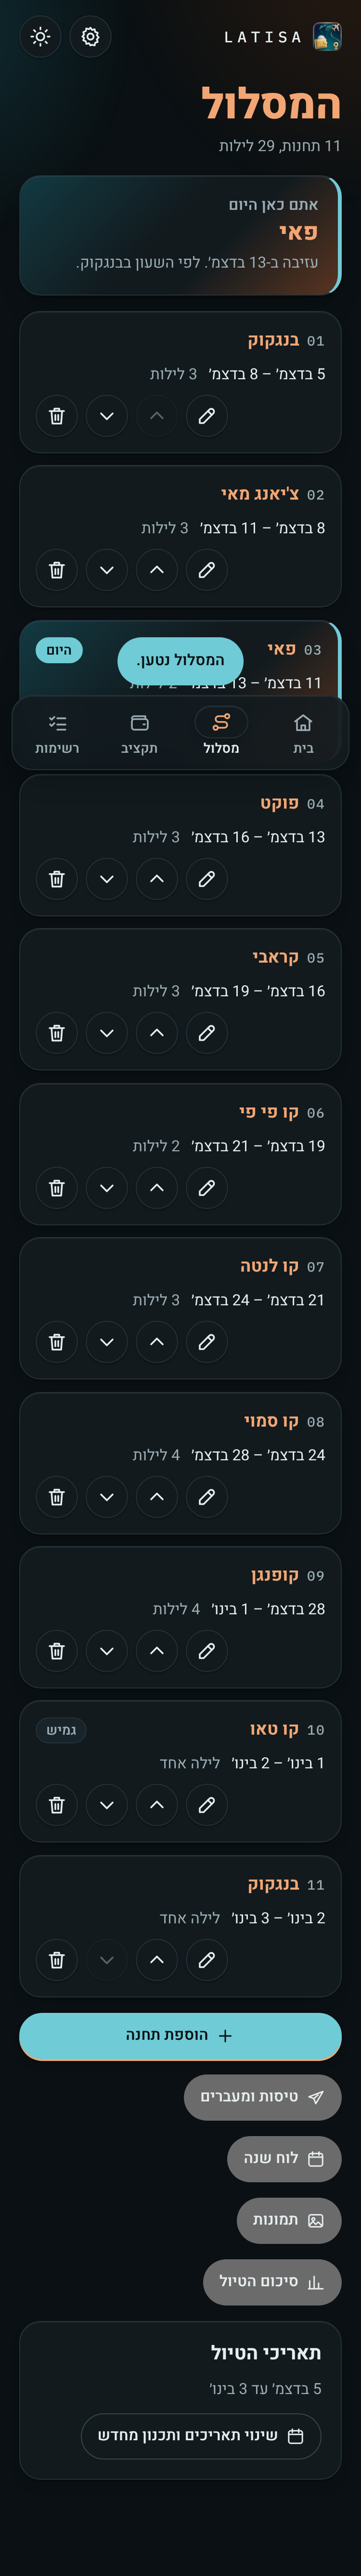 LATISA
המסלול
11 תחנות, 29 לילות
אתם כאן היום
פאי
עזיבה ב-13 בדצמ׳. לפי השעון בבנגקוק.
01 בנגקוק
5 בדצמ׳ – 8 בדצמ׳ 3 לילות
02 צ'יאנג מאי
8 בדצמ׳ – 11 בדצמ׳ 3 לילות
03 פאי היום
המסלול נטען.
11 בדצמ׳ – 13 בדצמ׳ 2 לילות
בית מסלול תקציב רשימות
04 פוקט
13 בדצמ׳ – 16 בדצמ׳ 3 לילות
05 קראבי
16 בדצמ׳ – 19 בדצמ׳ 3 לילות
06 קו פי פי
19 בדצמ׳ – 21 בדצמ׳ 2 לילות
07 קו לנטה
21 בדצמ׳ – 24 בדצמ׳ 3 לילות
08 קו סמוי
24 בדצמ׳ – 28 בדצמ׳ 4 לילות
09 קופנגן
28 בדצמ׳ – 1 בינו׳ 4 לילות
10 קו טאו גמיש
1 בינו׳ – 2 בינו׳ לילה אחד
11 בנגקוק
2 בינו׳ – 3 בינו׳ לילה אחד
הוספת תחנה
טיסות ומעברים
לוח שנה
תמונות
סיכום הטיול
תאריכי הטיול
5 בדצמ׳ עד 3 בינו׳
שינוי תאריכים ותכנון מחדש